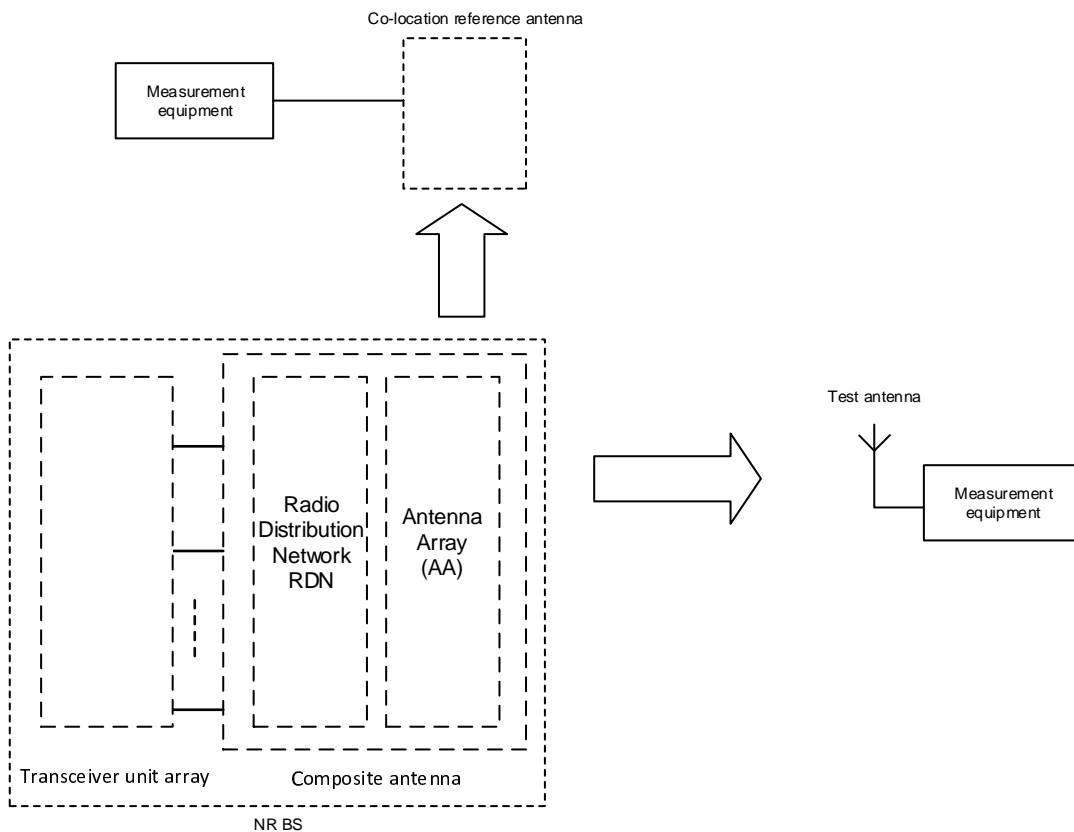 Co-location reference antenna
Measurement
equipment
Test antenna
Measurement
equipment
Radio
Distribution
Network
RDN
Antenna
Array
(AA)
Transceiver unit array
Composite antenna
NR BS